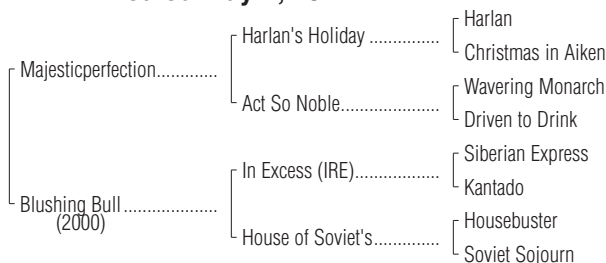 Harlan
Harlan's Holiday ...............
Christmas in Aiken
Majesticperfection.............
Wavering Monarch
Act So Noble.....................
Driven to Drink
Siberian Express
In Excess (IRE)..................
Kantado
Blushing Bull ....................
(2000)
Housebuster
House of Soviet's..............
Soviet Sojourn